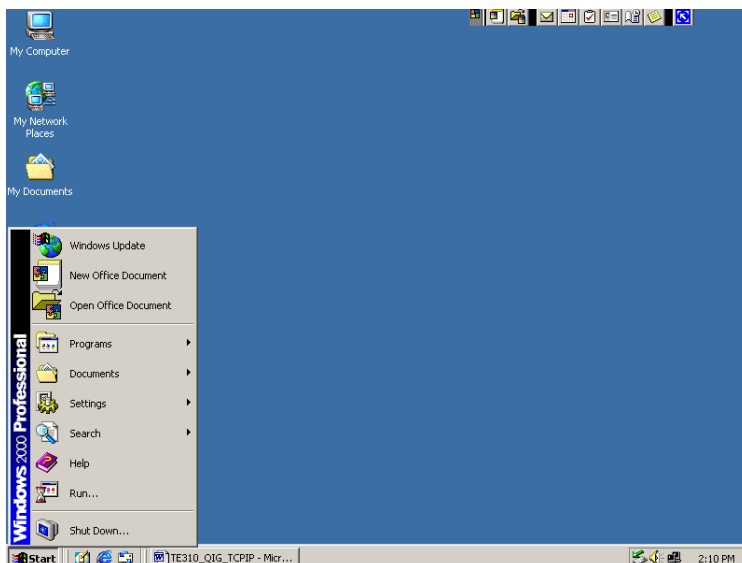 My Computer
My Network
Places
My Documents
Windows Update
New Office Document
Open Office Document
Programs
Documents
Settings
Search
Help
Run...
Shut Down...
Windows 2000 Professional
Start
TE310_QIG_TCPIP - Micr...
2:10 PM